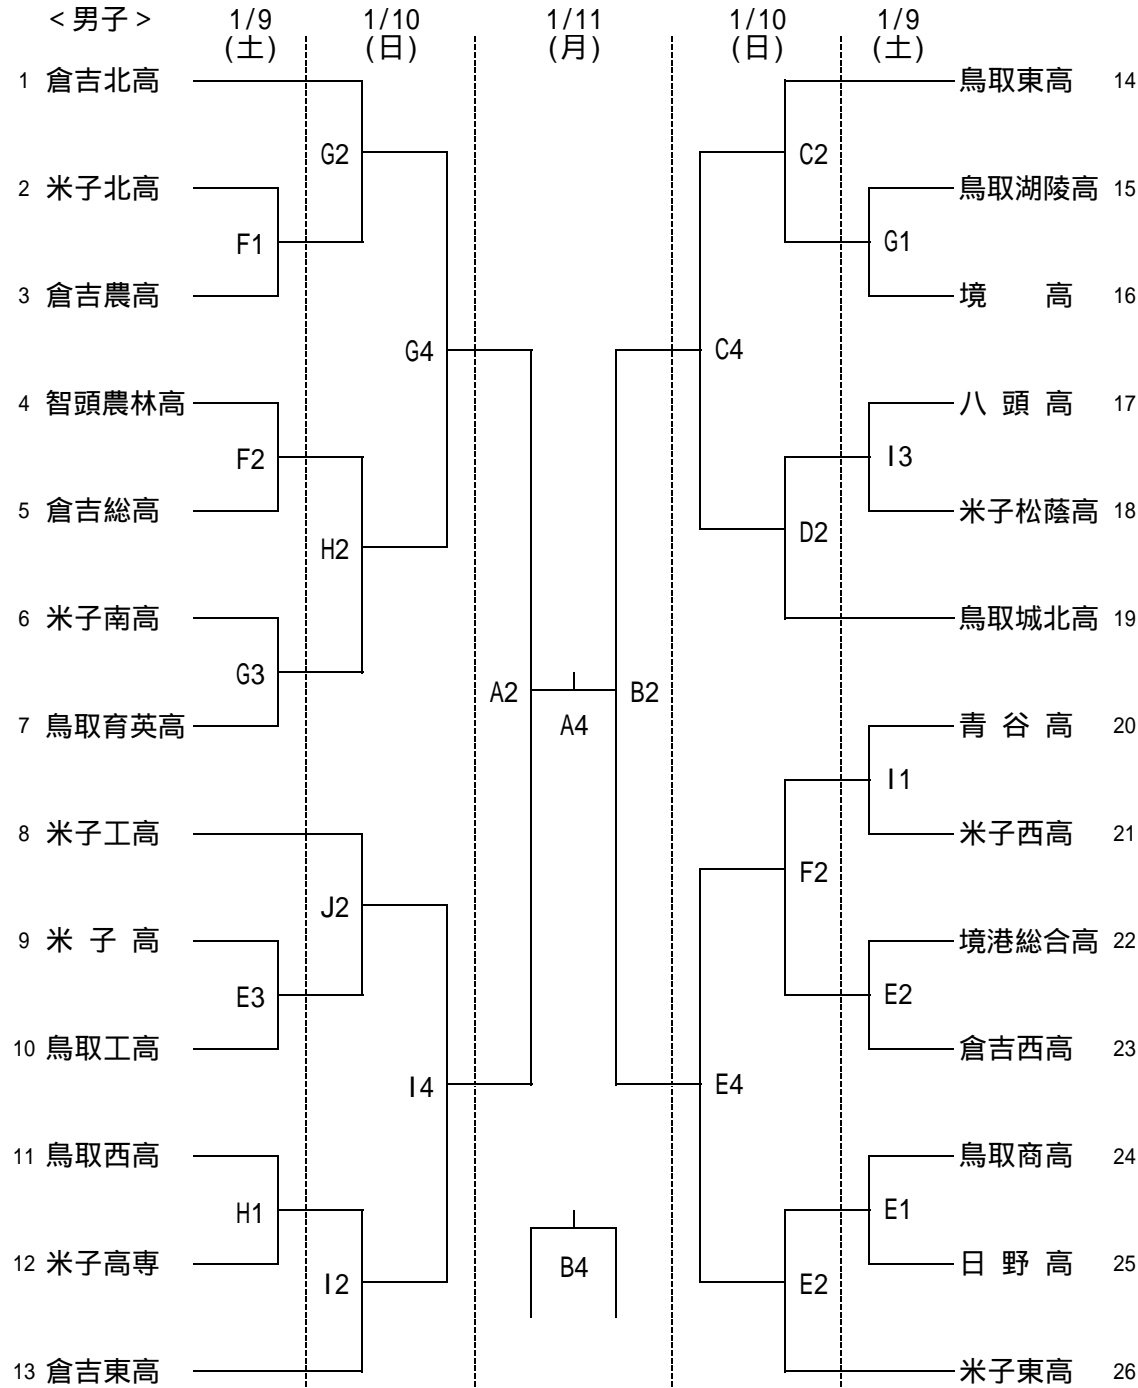 <男子> 1/9 1/10 1/11 1/10 1/9
(土) (日) (月) (日) (土)
1 倉吉北高 鳥取東高 14
G2 C2
2 米子北高 鳥取湖陵高 15
F1 G1
3 倉吉農高 境 高 16
G4 C4
4 智頭農林高 八頭高 17
F2 I3
5 倉吉総高 米子松蔭高 18
H2 D2
6 米子南高 鳥取城北高 19
G3
A2 B2
7 鳥取育英高 A4 青谷高 20
I1
8 米子工高 米子西高 21
J2 F2
9 米子高 境港総合高 22
E3 E2
10 鳥取工高 倉吉西高 23
I4 E4
11 鳥取西高 鳥取商高 24
H1 E1
12 米子高専 B4 日野高 25
I2 E2
13 倉吉東高 米子東高 26